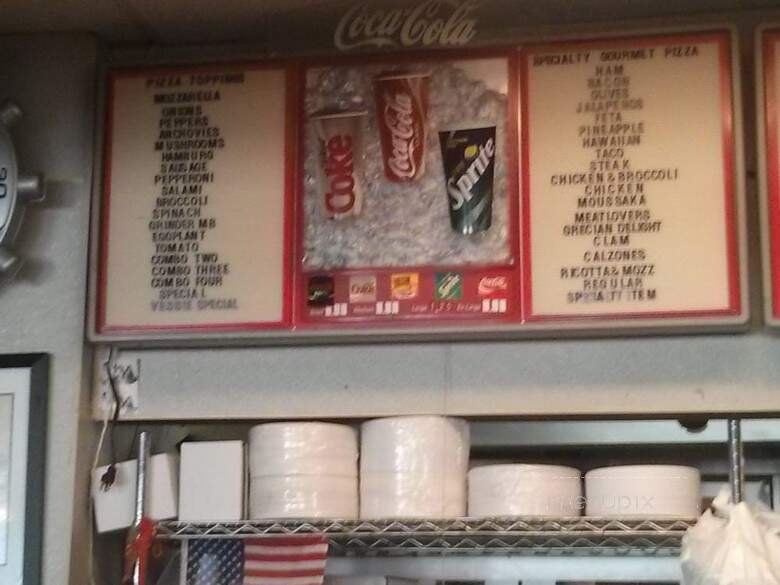 Coca-Cola
PIZZA TOPPINGS
MOZZARELLA
ONIONS
PEPPERS
ANCHOVIES
MUSHROOMS
HAMBURG
SAUSAGE
PEPPERONI
SALAMI
BROCCOLI
SPINACH
GRINDER MB
EGGPLANT
TOMATO
COMBO TWO
COMBO THREE
COMBO FOUR
SPECIAL
VEGGIE SPECIAL
Coke
Coca-Cola
Sprite
SPECIALTY GOURMET PIZZA
HAM
BACON
OLIVES
JALAPENOS
FETA
PINEAPPLE
HAWAIIAN
TACO
STEAK
CHICKEN & BROCCOLI
CHICKEN
MOUSSAKA
MEATLOVERS
GRECIAN DELIGHT
CLAM
CALZONES
RICOTTA & MOZZ
REGULAR
SPECIALTY ITEM
menupix